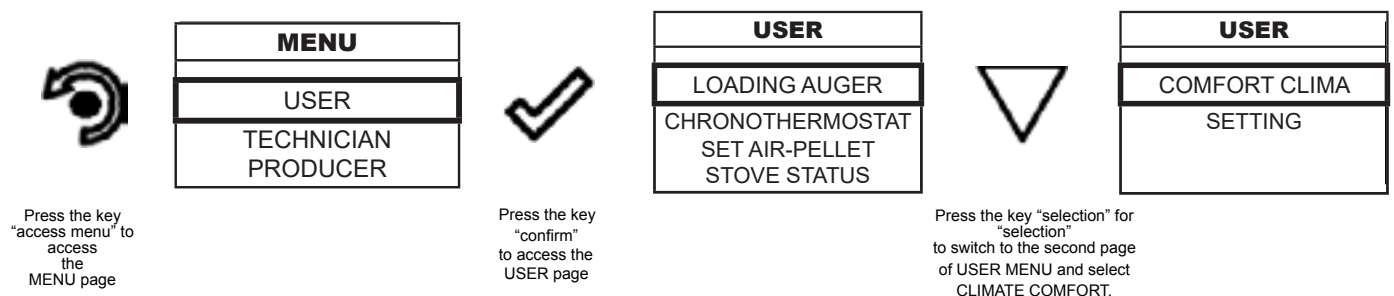 MENU
USER
TECHNICIAN
PRODUCER
USER
LOADING AUGER
CHRONOTHERMOSTAT
SET AIR-PELLET
STOVE STATUS
USER
COMFORT CLIMA
SETTING
Press the key
“access menu” to
access
the
MENU page
Press the key
“confirm”
to access the
USER page
Press the key “selection” for
“selection”
to switch to the second page
of USER MENU and select
CLIMATE COMFORT.